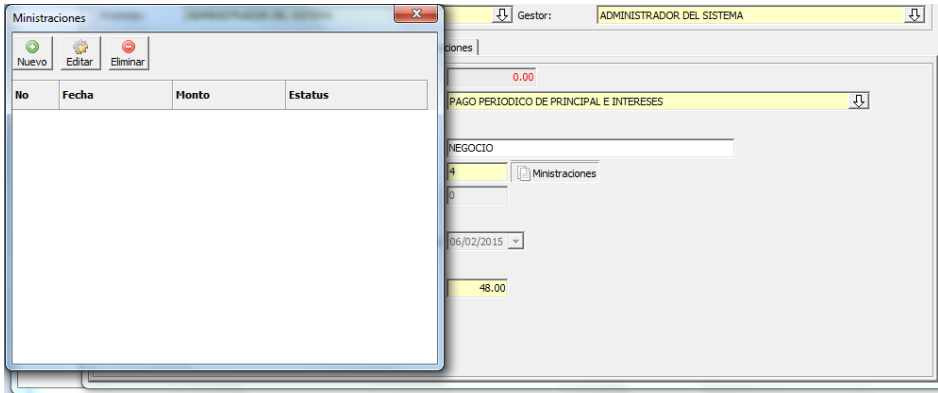 Ministraciones
Nuevo Editar Eliminar
No Fecha Monto Estatus
Gestor: ADMINISTRADOR DEL SISTEMA
ciones
0.00
PAGO PERIODICO DE PRINCIPAL E INTERESES
NEGOCIO
4 Ministraciones
0
06/02/2015
48.00